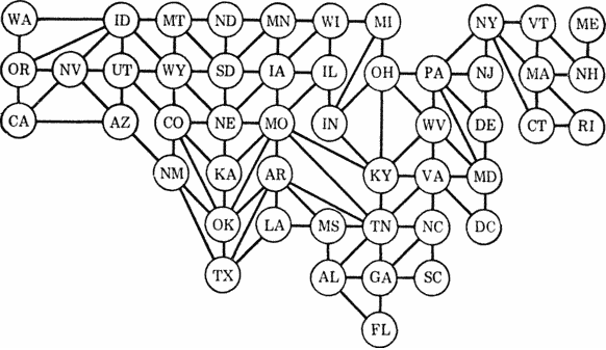 WA ID MT ND MN WI MI NY VT ME
OR NV UT WY SD IA IL OH PA NJ MA NH
CA AZ CO NE MO IN WV DE CT RI
NM KA AR KY VA MD
OK LA MS TN NC DC
TX AL GA SC
FL